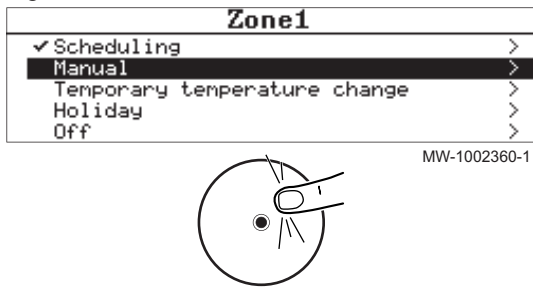 Zone1
✓ Scheduling >
Manual >
Temporary temperature change >
Holiday >
Off >
MW-1002360-1